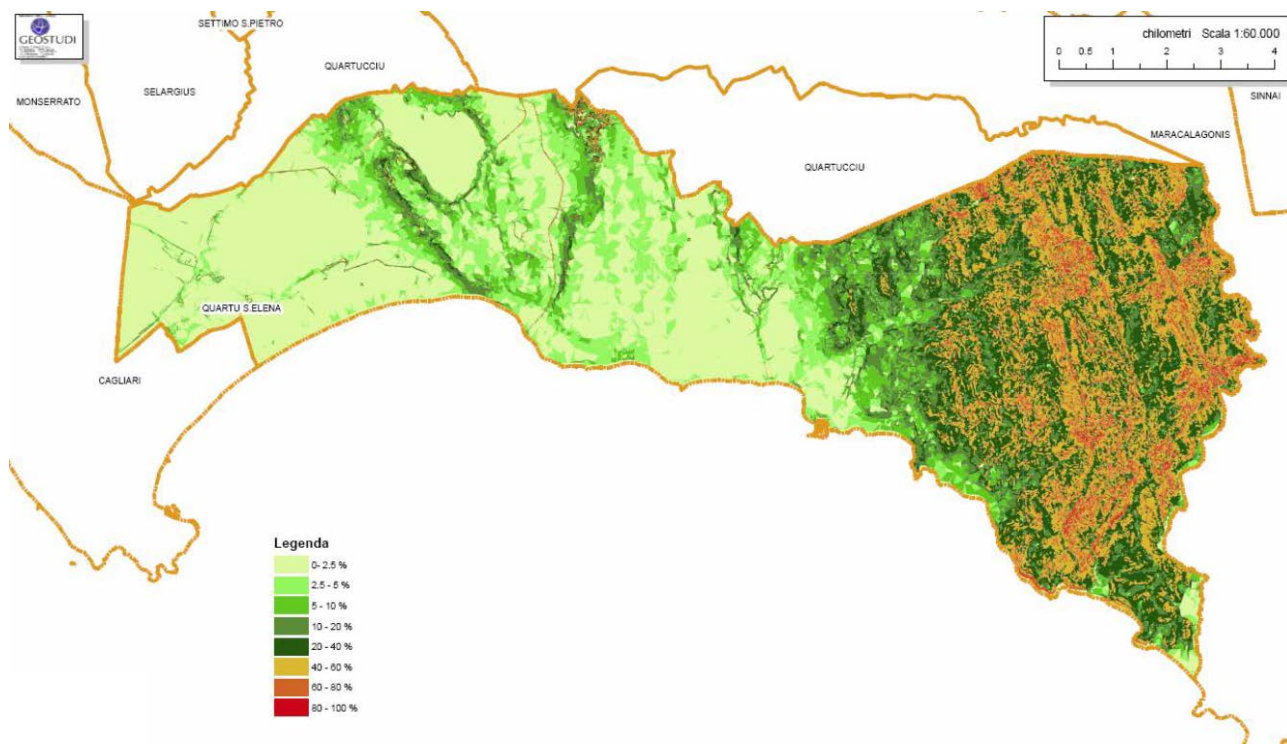 GEOSTUDI
SETTIMO S.PIETRO
chilometri Scala 1:60.000
0 0.5 1 2 3 4
QUARTUCCIU
SELARGIUS
MONSERRATO
SINNAI
MARACALAGONIS
QUARTUCCIU
QUARTU S.ELENA
CAGLIARI
Legenda
0- 2.5 %
2.5 - 5 %
5 - 10 %
10 - 20 %
20 - 40 %
40 - 60 %
60 - 80 %
80 - 100 %